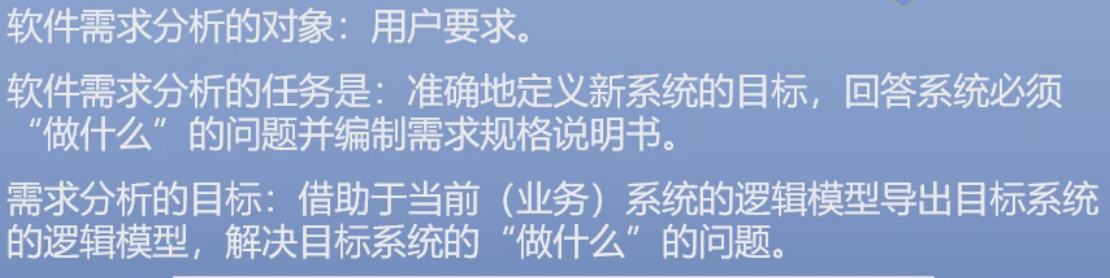 软件需求分析的对象：用户要求。
软件需求分析的任务是：准确地定义新系统的目标，回答系统必须
“做什么”的问题并编制需求规格说明书。
需求分析的目标：借助于当前（业务）系统的逻辑模型导出目标系统
的逻辑模型，解决目标系统的“做什么”的问题。